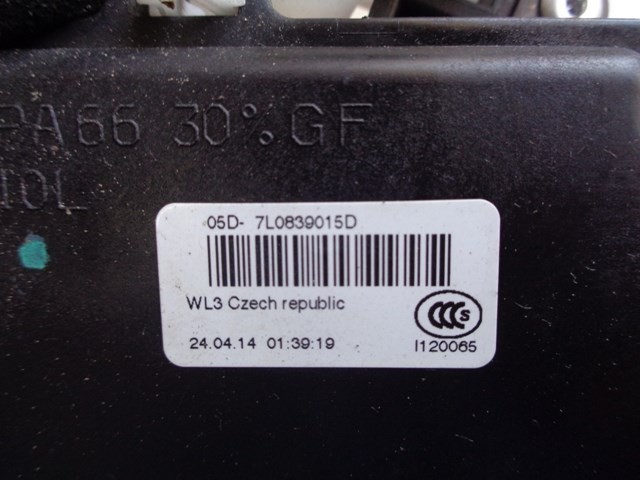 PA66 30% GF
05D- 7L0839015D
WL3 Czech republic
CCC S
24.04.14 01:39:19
I120065